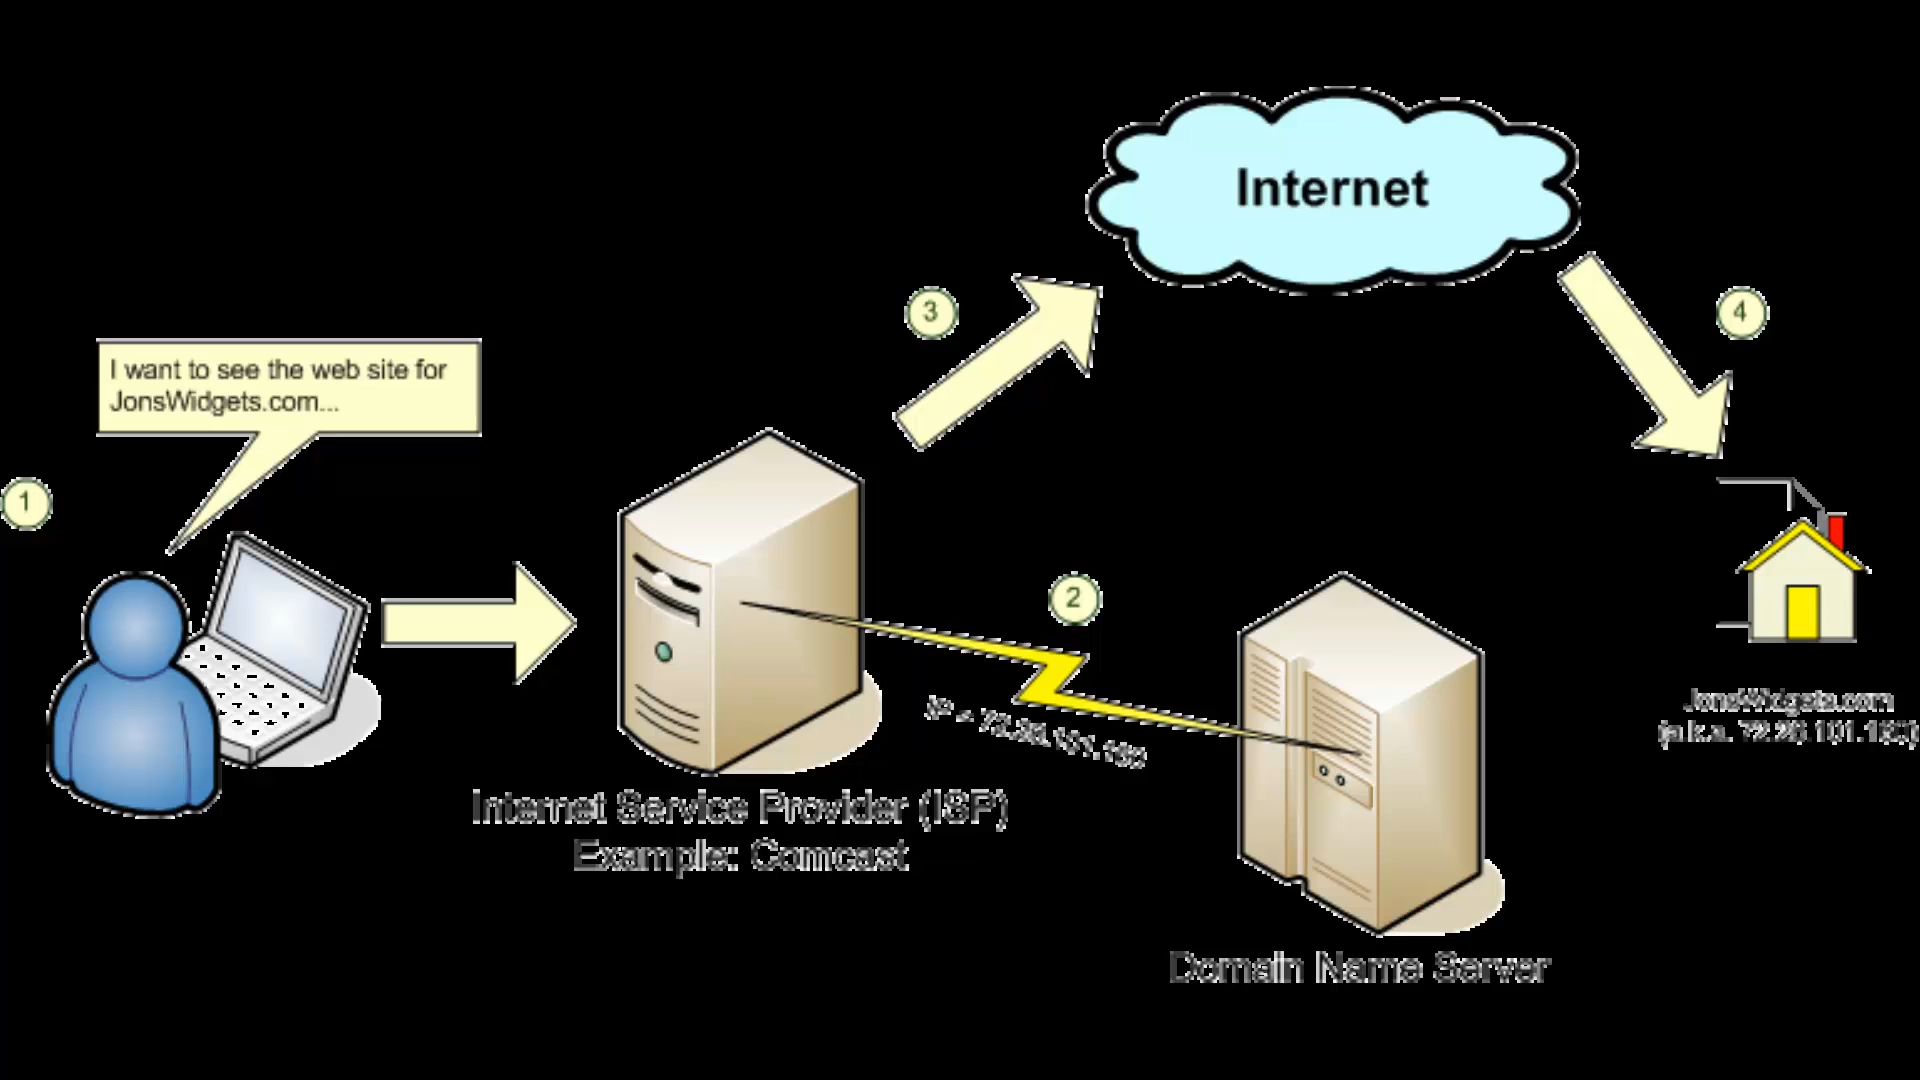 Internet
3
4
I want to see the web site for
JonsWidgets.com...
1
2
Internet Service Provider (ISP)
Example: Comcast
JonsWidgets.com
(a.k.a.
Domain Name Server